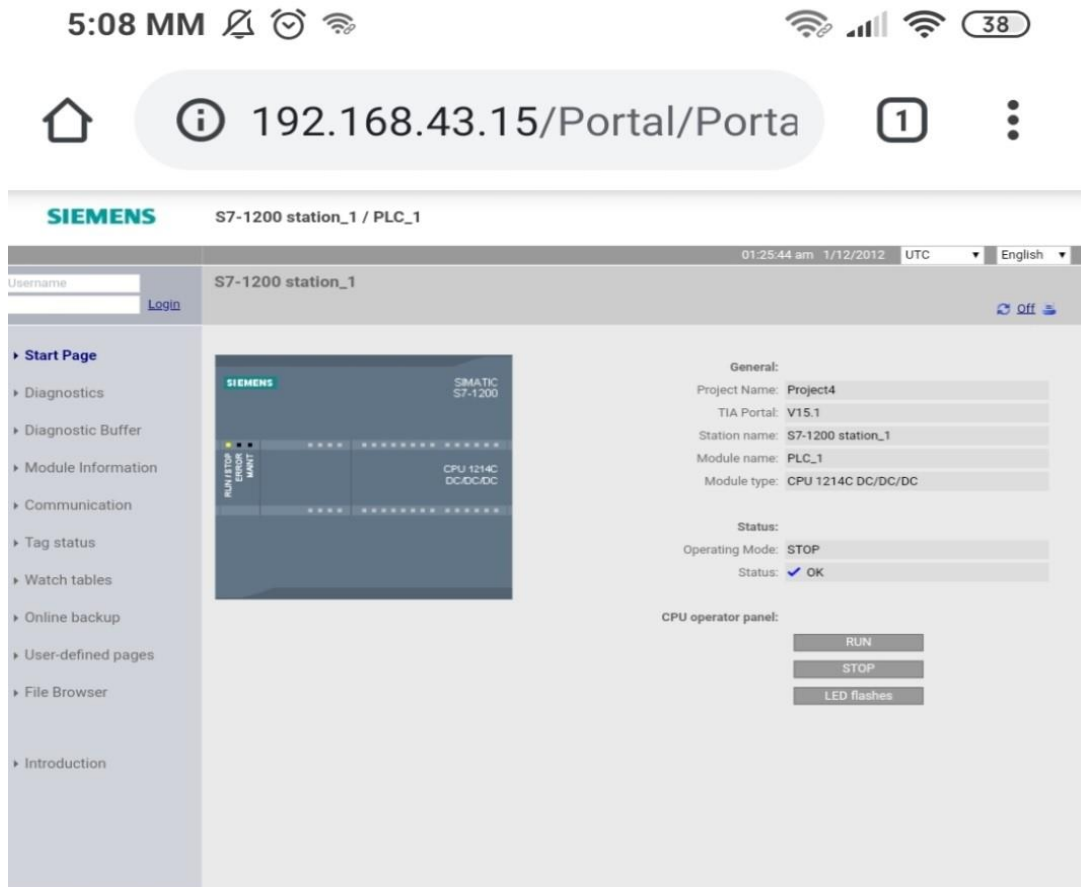 5:08 MM 38
192.168.43.15/Portal/Porta 1
SIEMENS S7-1200 station_1 / PLC_1
01:25:44 am 1/12/2012 UTC English
Username
S7-1200 station_1
Login
Off
Start Page
Diagnostics
Diagnostic Buffer
Module Information
Communication
Tag status
Watch tables
Online backup
User-defined pages
File Browser
Introduction
SIEMENS
SIMATIC
S7-1200
RUN / STOP
ERROR
MAINT
CPU 1214C
DC/DC/DC
General:
Project Name: Project4
TIA Portal: V15.1
Station name: S7-1200 station_1
Module name: PLC_1
Module type: CPU 1214C DC/DC/DC
Status:
Operating Mode: STOP
Status: OK
CPU operator panel:
RUN
STOP
LED flashes